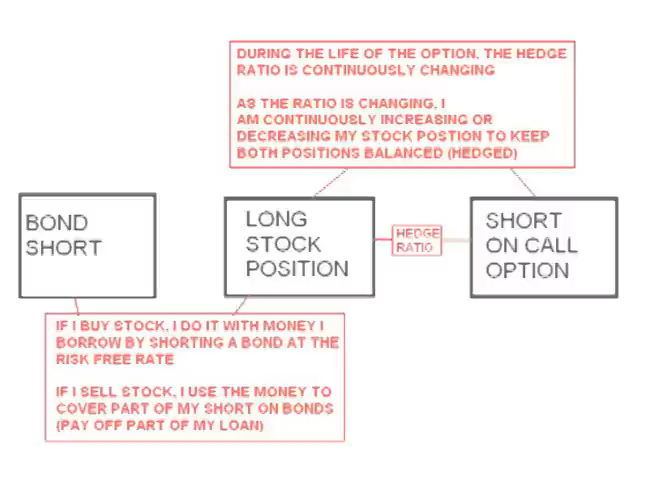 DURING THE LIFE OF THE OPTION, THE HEDGE
RATIO IS CONTINUOUSLY CHANGING
AS THE RATIO IS CHANGING, I
AM CONTINUOUSLY INCREASING OR
DECREASING MY STOCK POSTION TO KEEP
BOTH POSITIONS BALANCED (HEDGED)
BOND
SHORT
LONG
STOCK
POSITION
HEDGE
RATIO
SHORT
ON CALL
OPTION
IF I BUY STOCK, I DO IT WITH MONEY I
BORROW BY SHORTING A BOND AT THE
RISK FREE RATE
IF I SELL STOCK, I USE THE MONEY TO
COVER PART OF MY SHORT ON BONDS
(PAY OFF PART OF MY LOAN)